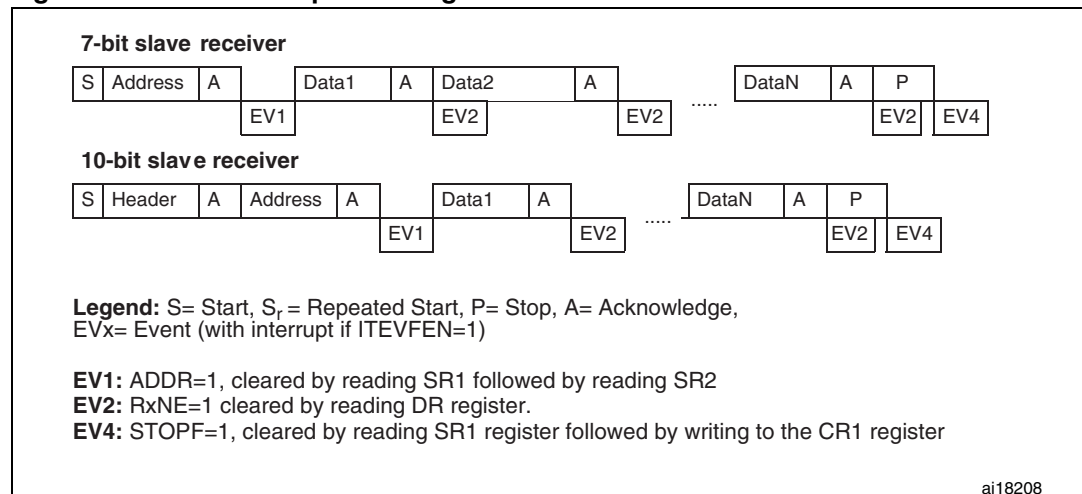 7-bit slave receiver
S Address A Data1 A Data2 A ..... DataN A P
EV1 EV2 EV2 EV2 EV4
10-bit slave receiver
S Header A Address A Data1 A ..... DataN A P
EV1 EV2 EV2 EV4
Legend: S= Start, Sr = Repeated Start, P= Stop, A= Acknowledge,
EVx= Event (with interrupt if ITEVFEN=1)
EV1: ADDR=1, cleared by reading SR1 followed by reading SR2
EV2: RxNE=1 cleared by reading DR register.
EV4: STOPF=1, cleared by reading SR1 register followed by writing to the CR1 register
ai18208